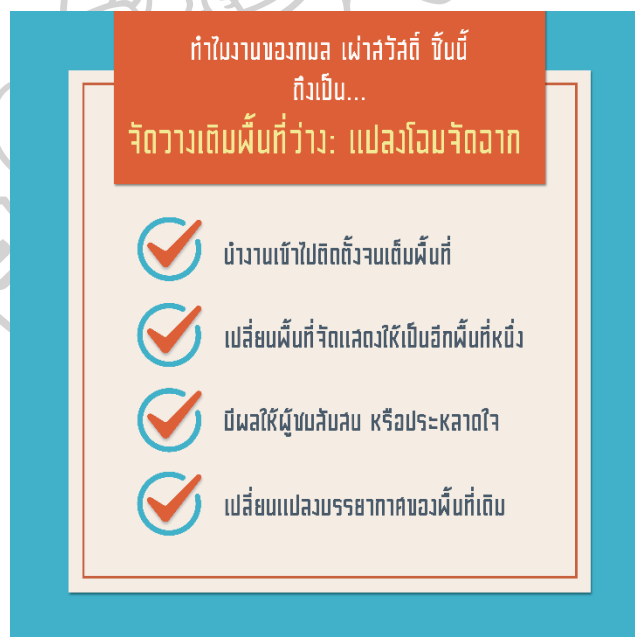 ทำไมงานของกมล เผ่าสวัสดิ์ ชิ้นนี้
ถึงเป็น...
จัดวางเติมพื้นที่ว่าง: แปลงโฉมจัดฉาก
นำงานเข้าไปติดตั้งจนเต็มพื้นที่
เปลี่ยนพื้นที่จัดแสดงให้เป็นอีกพื้นที่หนึ่ง
มีผลให้ผู้ชมสับสน หรือประหลาดใจ
เปลี่ยนแปลงบรรยากาศของพื้นที่เดิม